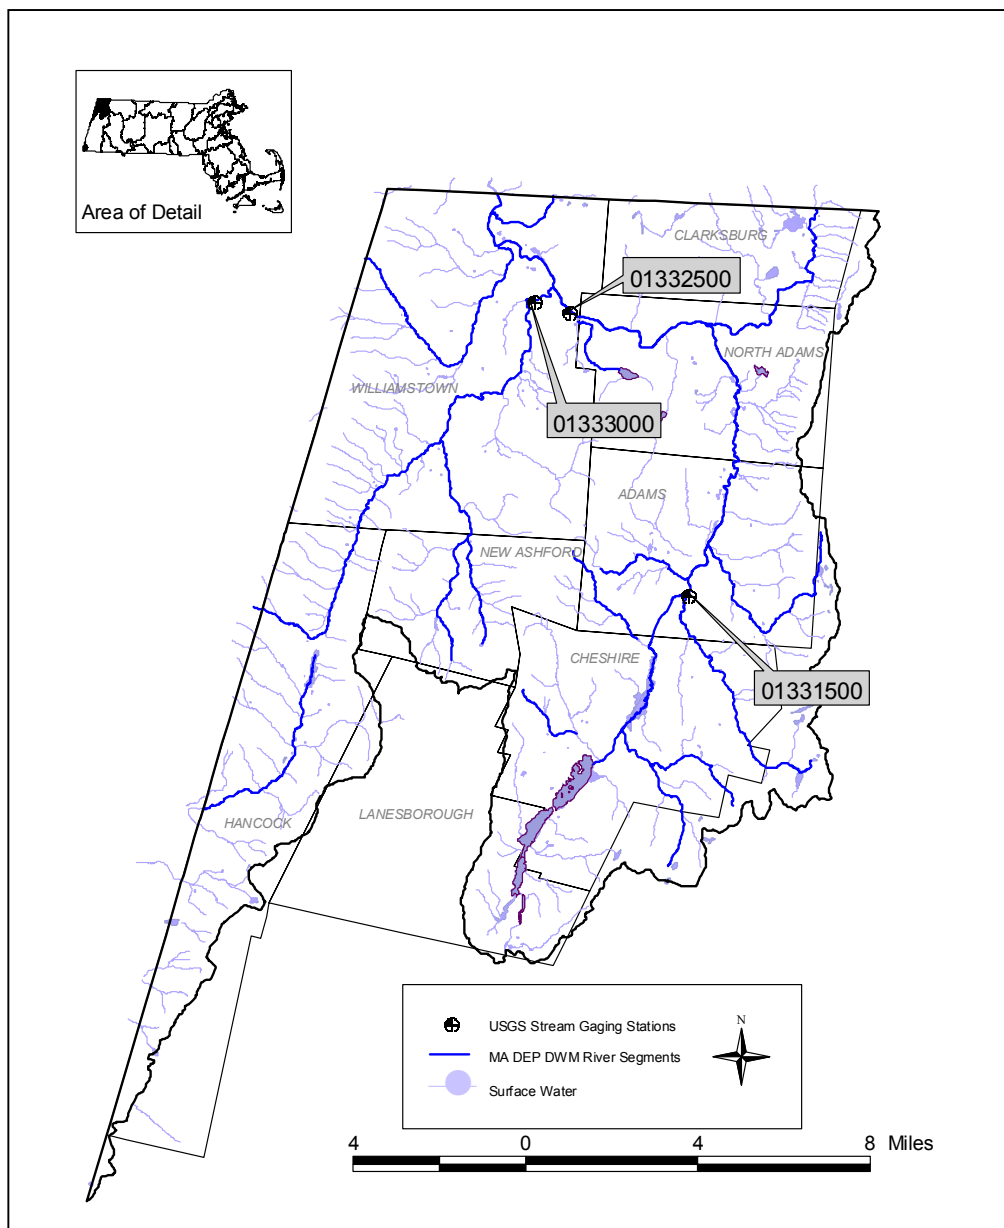 Area of Detail
CLARKSBURG
01332500
NORTH ADAMS
WILLIAMSTOWN
01333000
ADAMS
NEW ASHFORD
CHESHIRE
01331500
HANCOCK
LANESBOROUGH
USGS Stream Gaging Stations
MA DEP DWM River Segments
Surface Water
N
4 0 4 8 Miles